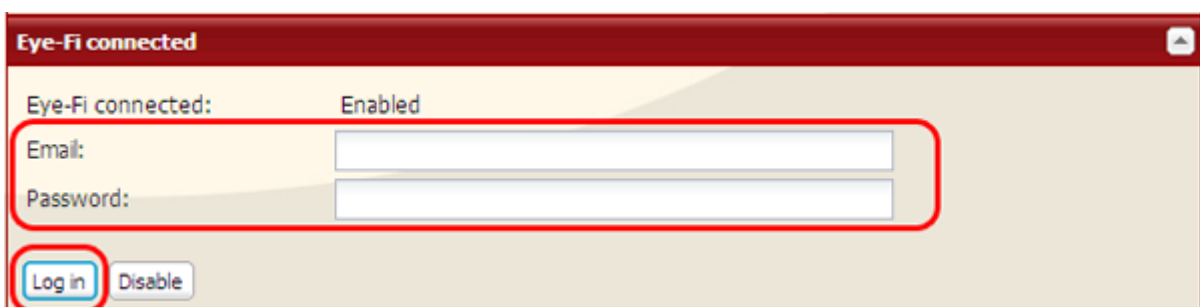 Eye-Fi connected
Eye-Fi connected: Enabled
Email:
Password:
Log in Disable